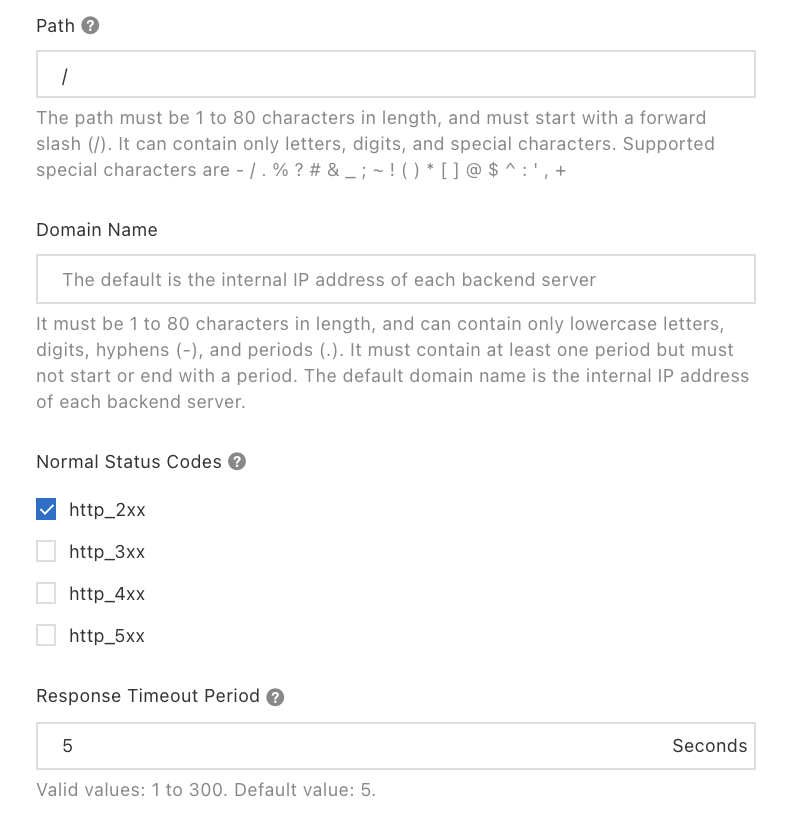 Path ?
/
The path must be 1 to 80 characters in length, and must start with a forward
slash (/). It can contain only letters, digits, and special characters. Supported
special characters are - / . % ? # & _ ; ~ ! ( ) * [ ] @ $ ^ : ' , +
Domain Name
The default is the internal IP address of each backend server
It must be 1 to 80 characters in length, and can contain only lowercase letters,
digits, hyphens (-), and periods (.). It must contain at least one period but must
not start or end with a period. The default domain name is the internal IP address
of each backend server.
Normal Status Codes ?
http_2xx
http_3xx
http_4xx
http_5xx
Response Timeout Period ?
5 Seconds
Valid values: 1 to 300. Default value: 5.